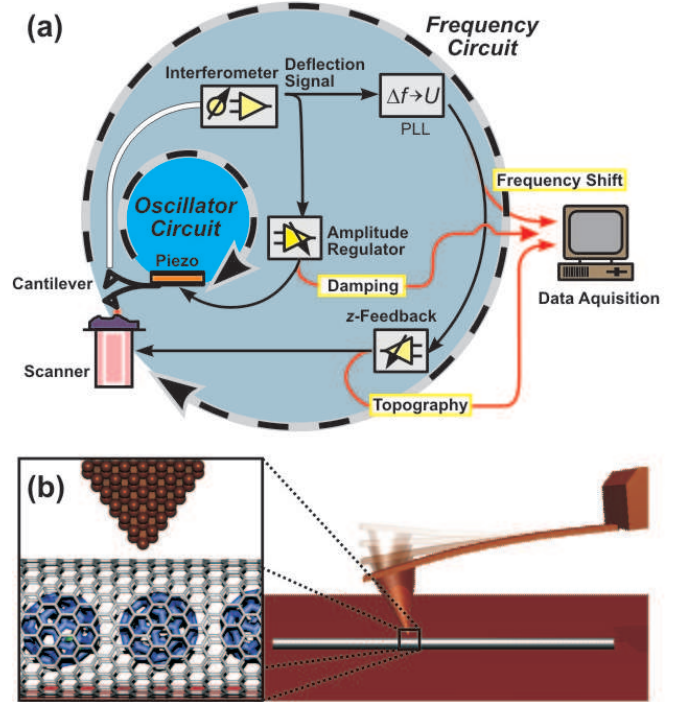 (a)
Frequency
Circuit
Interferometer
Deflection
Signal
Δf→U
PLL
Frequency Shift
Oscillator
Circuit
Amplitude
Regulator
Piezo
Cantilever
Damping
Data Aquisition
z-Feedback
Scanner
Topography
(b)